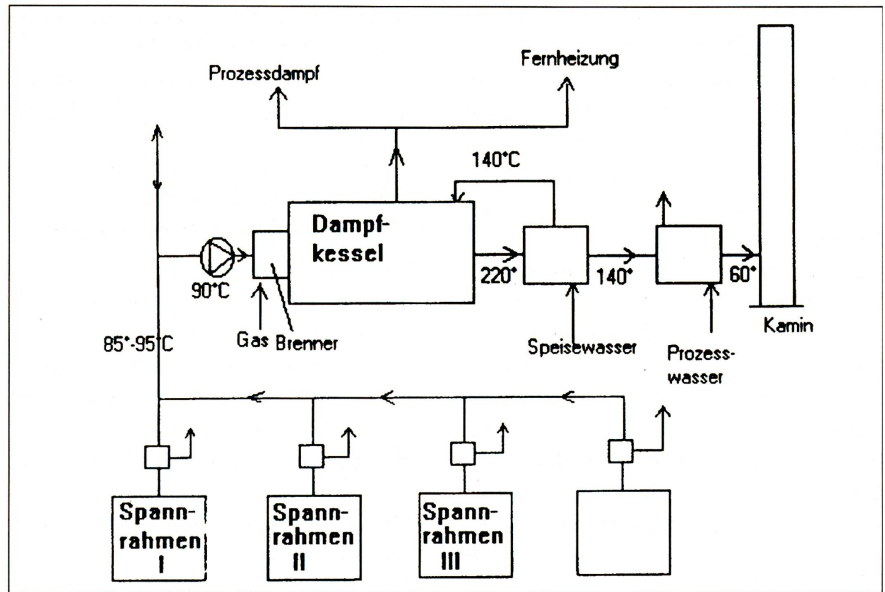 Prozessdampf
Fernheizung
140°C
Dampf-
kessel
90°C
220°
140°
60°
Gas Brenner
Speisewasser
Prozess-
wasser
Kamin
85°-95°C
Spann-
rahmen
I
Spann-
rahmen
II
Spann-
rahmen
III